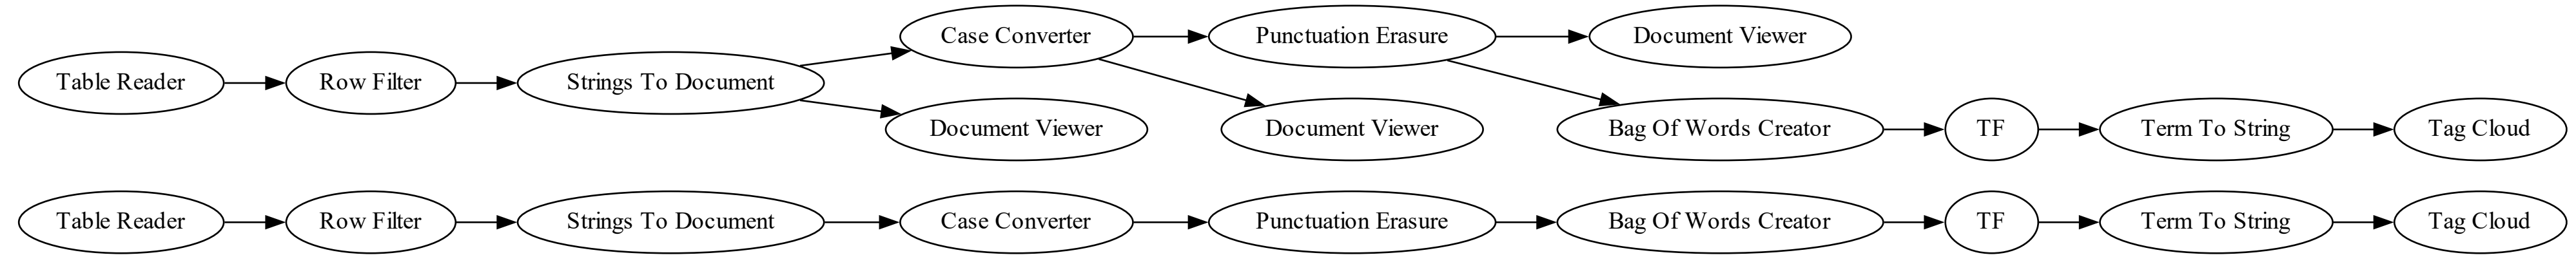 Case Converter
Punctuation Erasure
Document Viewer
Table Reader
Row Filter
Strings To Document
Document Viewer
Document Viewer
Bag Of Words Creator
TF
Term To String
Tag Cloud
Table Reader
Row Filter
Strings To Document
Case Converter
Punctuation Erasure
Bag Of Words Creator
TF
Term To String
Tag Cloud